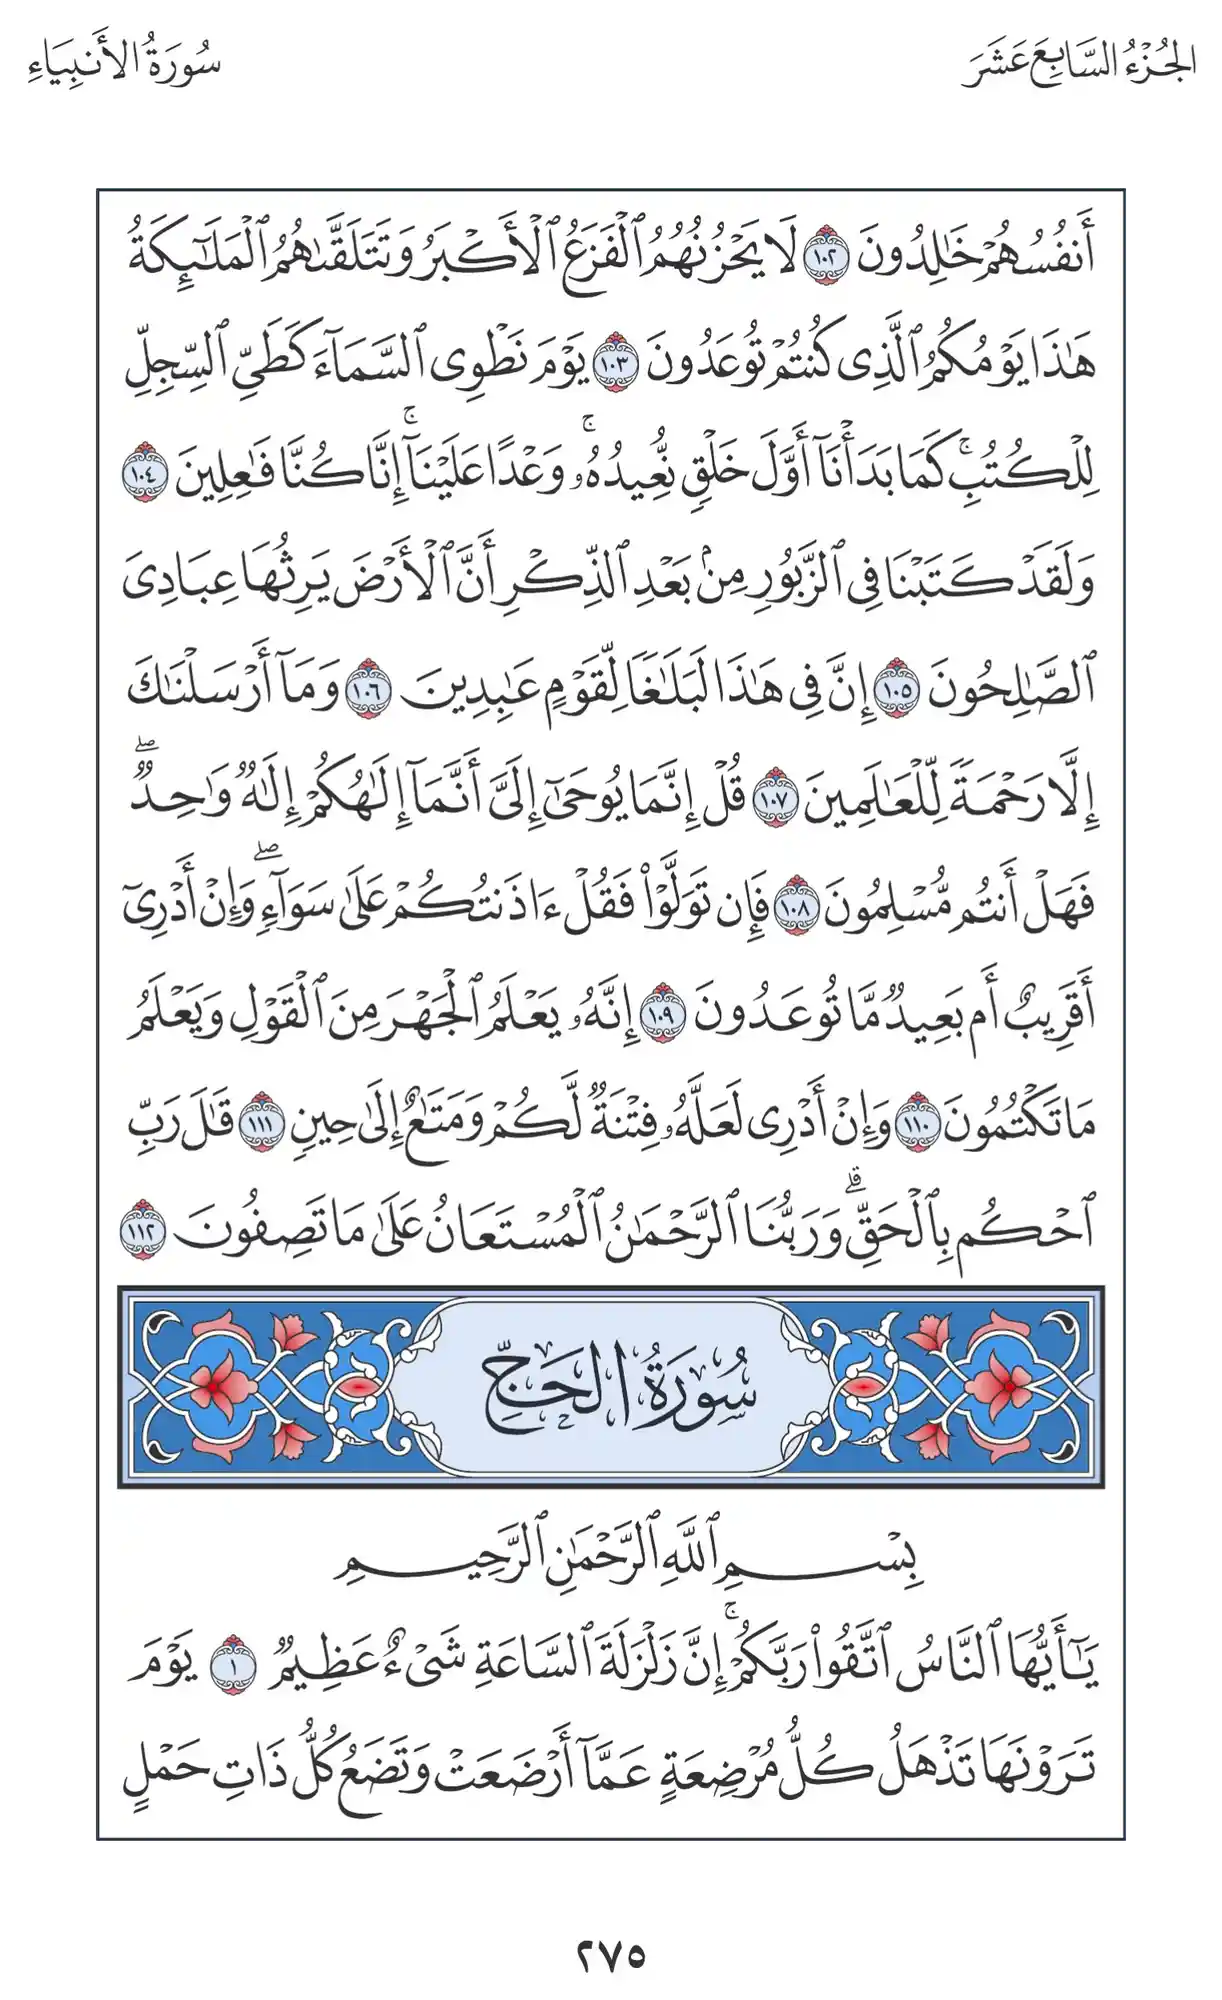 الجُزْءُ السَّابِعَ عَشَرَ
سُورَةُ الأَنبِيَاءِ
أَنفُسُهُمْ خَٰلِدُونَ ١٠٢ لَا يَحْزُنُهُمُ ٱلْفَزَعُ ٱلْأَكْبَرُ وَتَتَلَقَّىٰهُمُ ٱلْمَلَٰٓئِكَةُ
هَٰذَا يَوْمُكُمُ ٱلَّذِى كُنتُمْ تُوعَدُونَ ١٠٣ يَوْمَ نَطْوِى ٱلسَّمَآءَ كَطَىِّ ٱلسِّجِلِّ
لِلْكُتُبِ ۚ كَمَا بَدَأْنَآ أَوَّلَ خَلْقٍ نُّعِيدُهُۥ ۚ وَعْدًا عَلَيْنَآ ۚ إِنَّا كُنَّا فَٰعِلِينَ ١٠٤
وَلَقَدْ كَتَبْنَا فِى ٱلزَّبُورِ مِنۢ بَعْدِ ٱلذِّكْرِ أَنَّ ٱلْأَرْضَ يَرِثُهَا عِبَادِىَ
ٱلصَّٰلِحُونَ ١٠٥ إِنَّ فِى هَٰذَا لَبَلَٰغًا لِّقَوْمٍ عَٰبِدِينَ ١٠٦ وَمَآ أَرْسَلْنَٰكَ
إِلَّا رَحْمَةً لِّلْعَٰلَمِينَ ١٠٧ قُلْ إِنَّمَا يُوحَىٰٓ إِلَىَّ أَنَّمَآ إِلَٰهُكُمْ إِلَٰهٌ وَٰحِدٌ ۖ
فَهَلْ أَنتُم مُّسْلِمُونَ ١٠٨ فَإِن تَوَلَّوْا۟ فَقُلْ ءَاذَنتُكُمْ عَلَىٰ سَوَآءٍ ۖ وَإِنْ أَدْرِىٓ
أَقَرِيبٌ أَم بَعِيدٌ مَّا تُوعَدُونَ ١٠٩ إِنَّهُۥ يَعْلَمُ ٱلْجَهْرَ مِنَ ٱلْقَوْلِ وَيَعْلَمُ
مَا تَكْتُمُونَ ١١٠ وَإِنْ أَدْرِى لَعَلَّهُۥ فِتْنَةٌ لَّكُمْ وَمَتَٰعٌ إِلَىٰ حِينٍ ١١١ قَٰلَ رَبِّ
ٱحْكُم بِٱلْحَقِّ ۗ وَرَبُّنَا ٱلرَّحْمَٰنُ ٱلْمُسْتَعَانُ عَلَىٰ مَا تَصِفُونَ ١١٢
سُورَةُ الحَجِّ
بِسْمِ ٱللَّهِ ٱلرَّحْمَٰنِ ٱلرَّحِيمِ
يَٰٓأَيُّهَا ٱلنَّاسُ ٱتَّقُوا۟ رَبَّكُمْ ۚ إِنَّ زَلْزَلَةَ ٱلسَّاعَةِ شَىْءٌ عَظِيمٌ ١ يَوْمَ
تَرَوْنَهَا تَذْهَلُ كُلُّ مُرْضِعَةٍ عَمَّآ أَرْضَعَتْ وَتَضَعُ كُلُّ ذَاتِ حَمْلٍ
٢٧٥